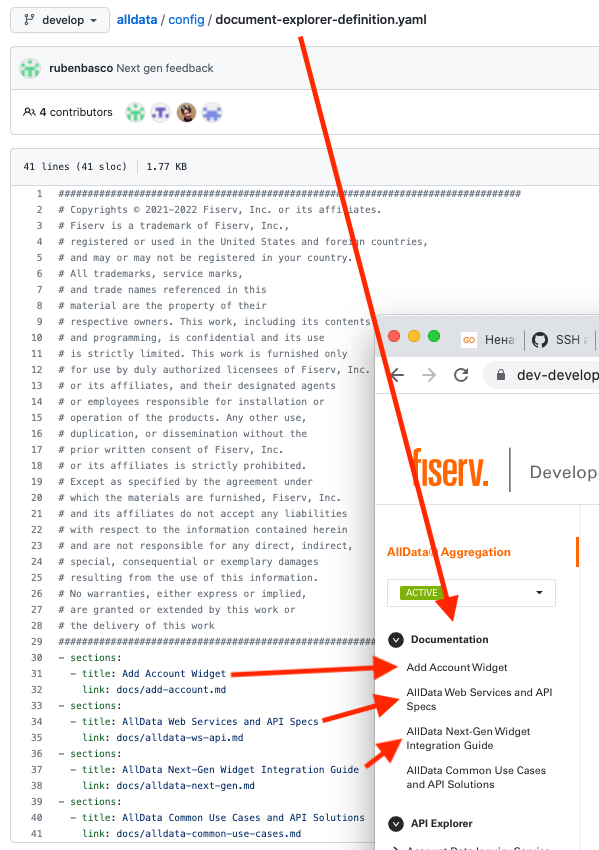 develop
alldata / config / document-explorer-definition.yaml
rubenbasco Next gen feedback
4 contributors
41 lines (41 sloc) 1.77 KB
1 ################################################################################
2 # Copyrights © 2021-2022 Fiserv, Inc. or its affiliates.
3 # Fiserv is a trademark of Fiserv, Inc.,
4 # registered or used in the United States and foreign countries,
5 # and may or may not be registered in your country.
6 # All trademarks, service marks,
7 # and trade names referenced in this
8 # material are the property of their
9 # respective owners. This work, including its contents
10 # and programming, is confidential and its use
11 # is strictly limited. This work is furnished only
12 # for use by duly authorized licensees of Fiserv, Inc.
13 # or its affiliates, and their designated agents
14 # or employees responsible for installation or
15 # operation of the products. Any other use,
16 # duplication, or dissemination without the
17 # prior written consent of Fiserv, Inc.
18 # or its affiliates is strictly prohibited.
19 # Except as specified by the agreement under
20 # which the materials are furnished, Fiserv, Inc.
21 # and its affiliates do not accept any liabilities
22 # with respect to the information contained herein
23 # and are not responsible for any direct, indirect,
24 # special, consequential or exemplary damages
25 # resulting from the use of this information.
26 # No warranties, either express or implied,
27 # are granted or extended by this work or
28 # the delivery of this work
29 #######################################################
30 - sections:
31 - title: Add Account Widget
32 link: docs/add-account.md
33 - sections:
34 - title: AllData Web Services and API Specs
35 link: docs/alldata-ws-api.md
36 - sections:
37 - title: AllData Next-Gen Widget Integration Guide
38 link: docs/alldata-next-gen.md
39 - sections:
40 - title: AllData Common Use Cases and API Solutions
41 link: docs/alldata-common-use-cases.md
GO Нена SSH
dev-develop
fiserv. Develop
AllData® Aggregation
ACTIVE
Documentation
Add Account Widget
AllData Web Services and API
Specs
AllData Next-Gen Widget
Integration Guide
AllData Common Use Cases
and API Solutions
API Explorer
Account Data Inquiry Service